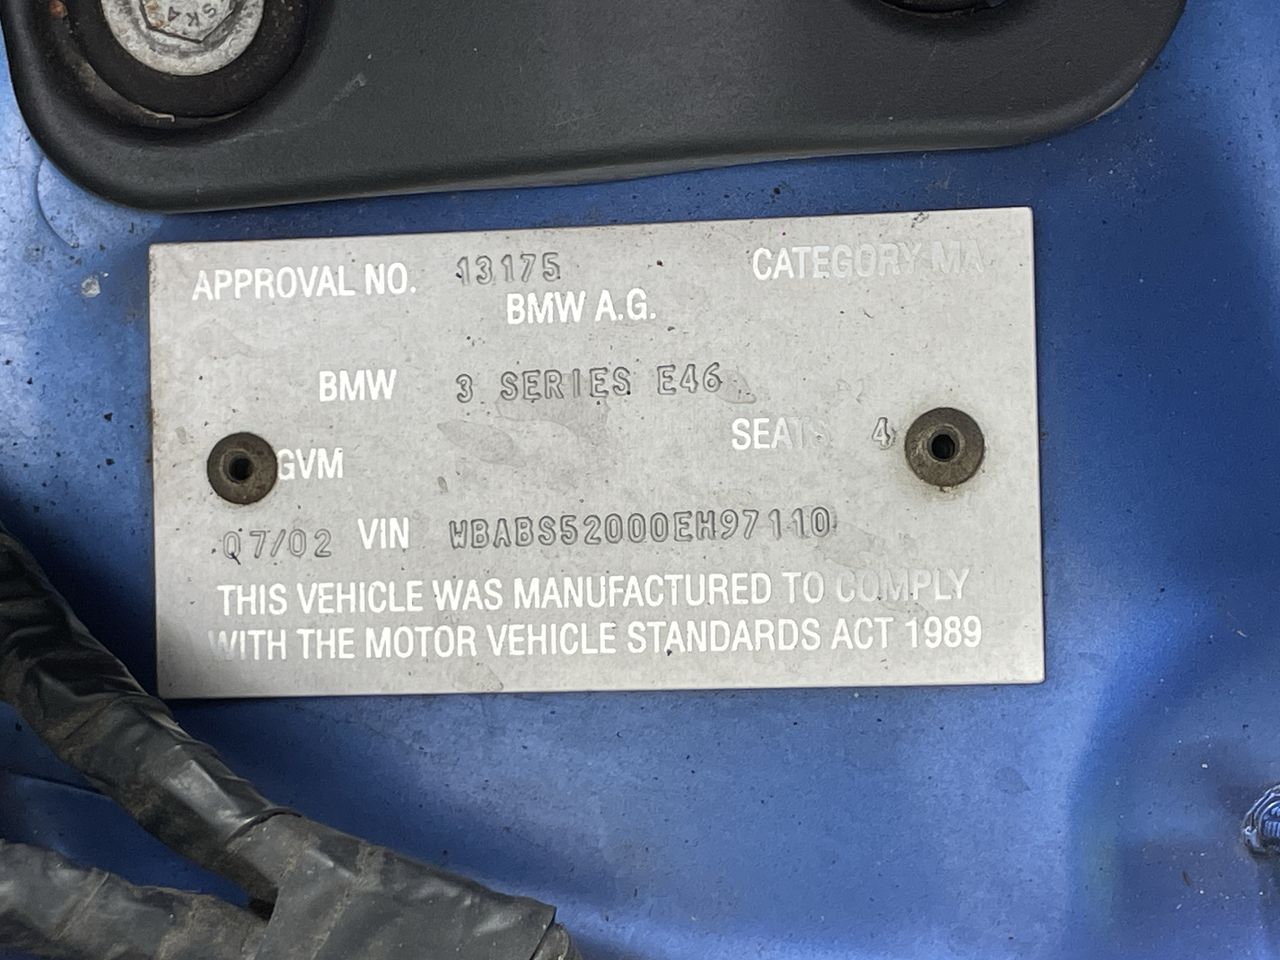 SKA
APPROVAL NO. 13175 CATEGORY MA
BMW A.G.
BMW 3 SERIES E46
SEATS 4
GVM
07/02 VIN WBABS52000EH97110
THIS VEHICLE WAS MANUFACTURED TO COMPLY
WITH THE MOTOR VEHICLE STANDARDS ACT 1989